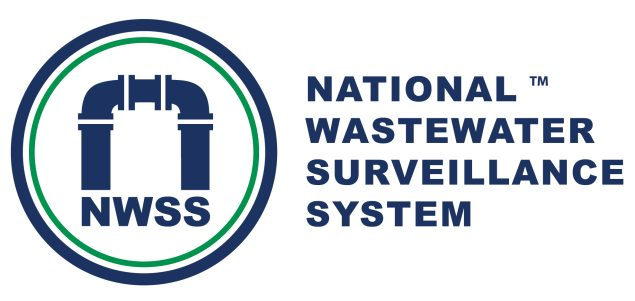 NWSS
NATIONAL ™
WASTEWATER
SURVEILLANCE
SYSTEM